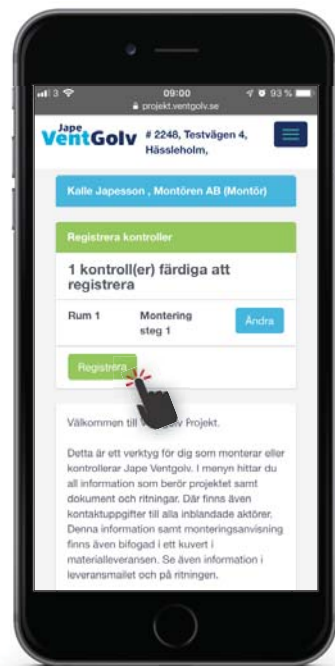 3 09:00 93 %
projekt.ventgolv.se
Jape
VentGolv
# 2248, Testvägen 4,
Hässleholm,
Kalle Japesson , Montören AB (Montör)
Registrera kontroller
1 kontroll(er) färdiga att
registrera
Rum 1 Montering Ändra
steg 1
Registrera
Välkommen till Projekt.
Detta är ett verktyg för dig som monterar eller
kontrollerar Jape Ventgolv. I menyn hittar du
all information som berör projektet samt
dokument och ritningar. Där finns även
kontaktuppgifter till alla inblandade aktörer.
Denna information samt monteringsanvisning
finns även bifogad i ett kuvert i
materialleveransen. Se även information i
leveransmailet och på ritningen.